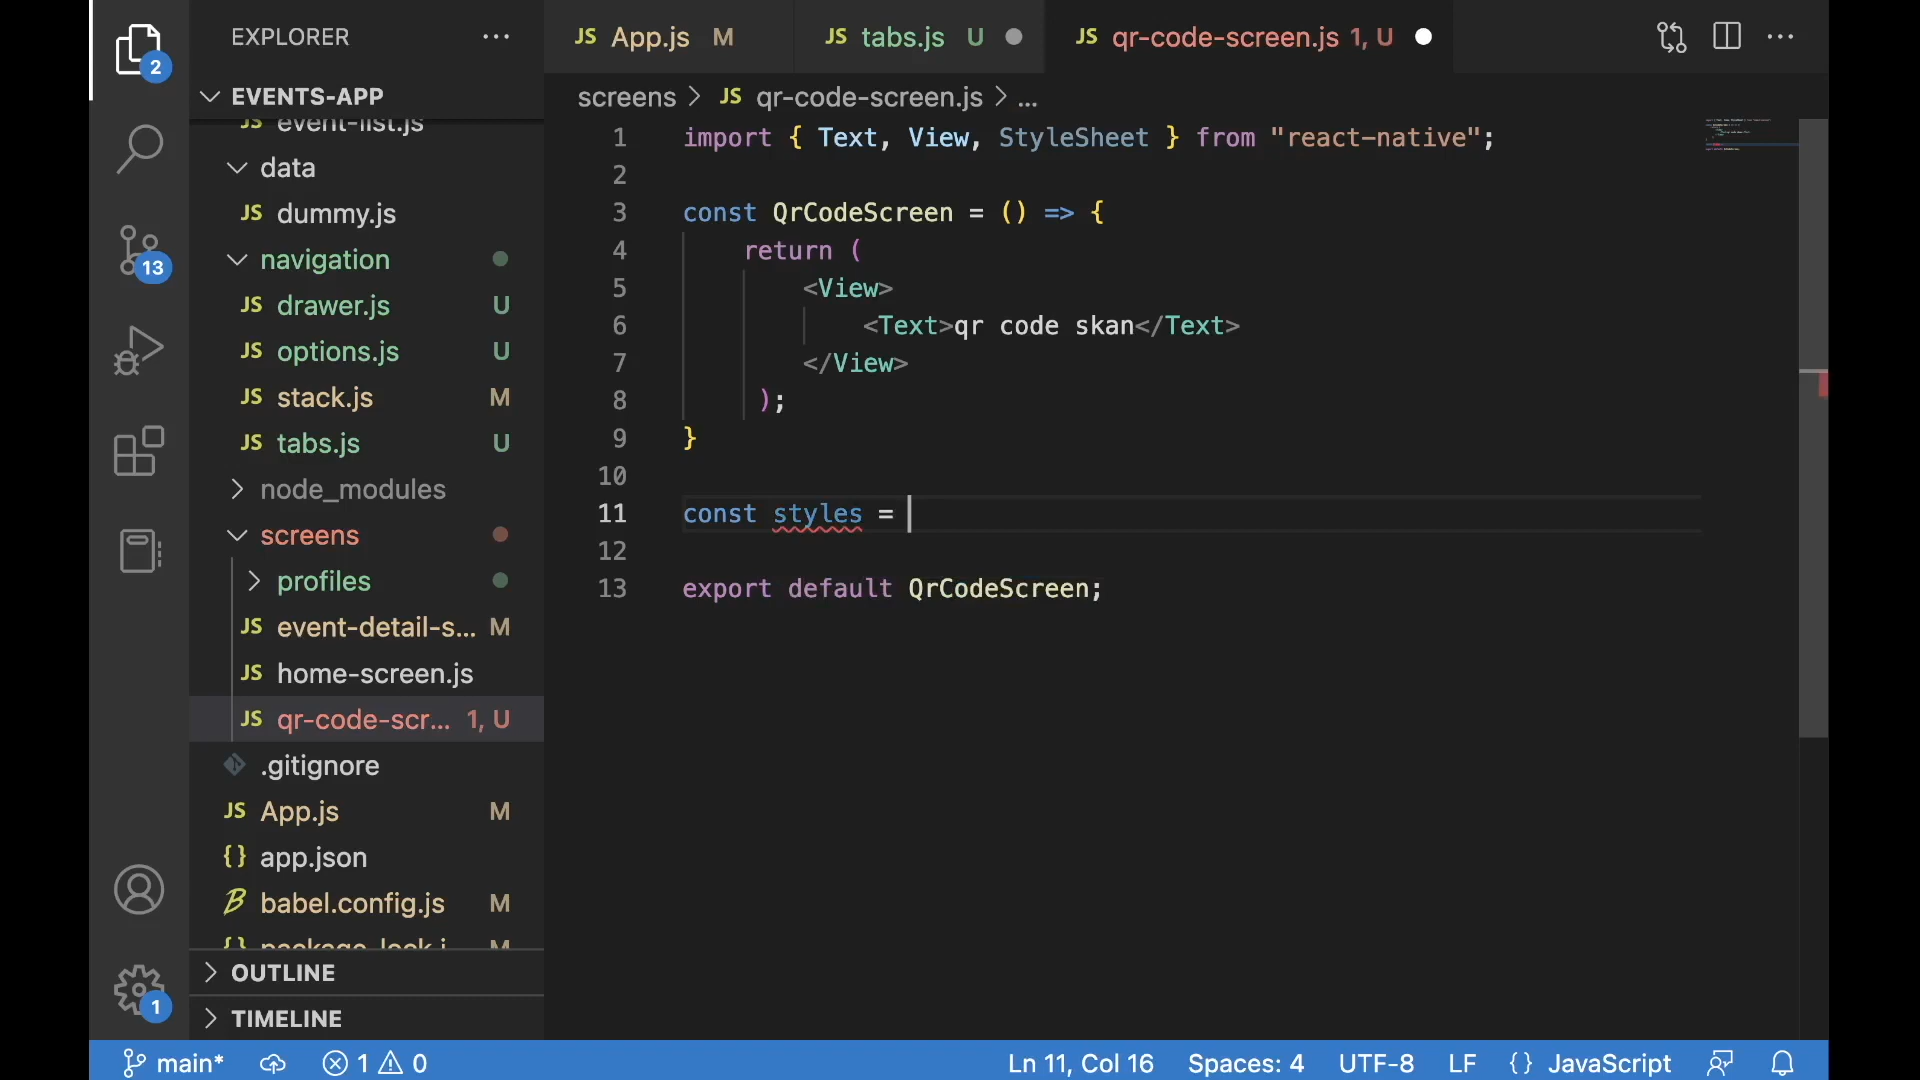 EXPLORER
EVENTS-APP
JS event-list.js
data
JS dummy.js
navigation
JS drawer.js U
JS options.js U
JS stack.js M
JS tabs.js U
node_modules
screens
profiles
JS event-detail-s... M
JS home-screen.js
JS qr-code-scr... 1, U
.gitignore
JS App.js M
{} app.json
babel.config.js M
OUTLINE
TIMELINE
2
13
1
JS App.js M
JS tabs.js U
JS qr-code-screen.js 1, U
screens > JS qr-code-screen.js > ...
1 import { Text, View, StyleSheet } from "react-native";
2
3 const QrCodeScreen = () => {
4 return (
5 <View>
6 <Text>qr code skan</Text>
7 </View>
8 );
9 }
10
11 const styles =
12
13 export default QrCodeScreen;
main* 1 0 Ln 11, Col 16 Spaces: 4 UTF-8 LF {} JavaScript